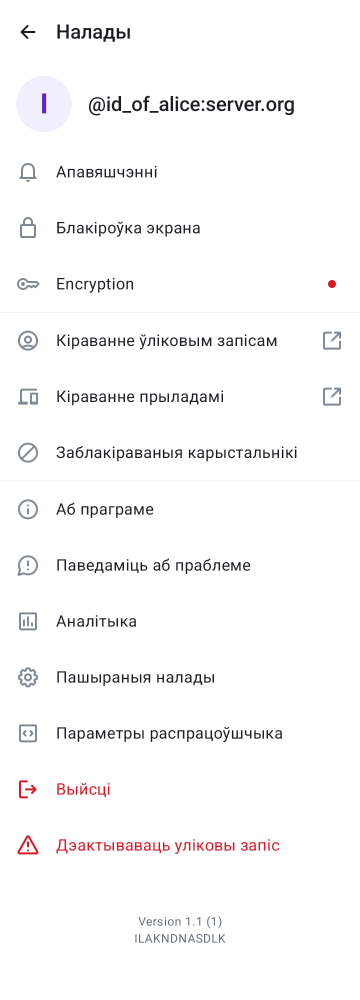 Налады
I
@id_of_alice:server.org
Апавяшчэнні
Блакіроўка экрана
Encryption
Кіраванне ўліковым запісам
Кіраванне прыладамі
Заблакіраваныя карыстальнікі
Аб праграме
Паведаміць аб праблеме
Аналітыка
Пашыраныя налады
Параметры распрацоўшчыка
Выйсці
Дэактываваць уліковы запіс
Version 1.1 (1)
ILAKNDNASDLK